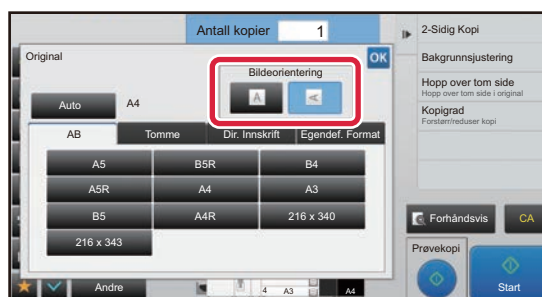 Antall kopier 1
2-Sidig Kopi
Original
OK
Bakgrunnsjustering
Bildeorientering
Hopp over tom side
Hopp over tom side i original
A A
Auto A4
Kopigrad
Forstørr/reduser kopi
AB Tomme Dir. Innskrift Egendef. Format
A5 B5R B4
A5R A4 A3
B5 A4R 216 x 340
216 x 343
Forhåndsvis CA
Prøvekopi
Start
Andre
4 A3 A4